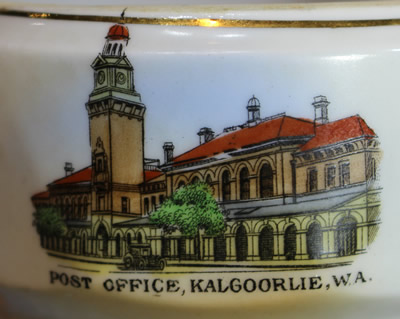 POST OFFICE, KALGOORLIE, W.A.